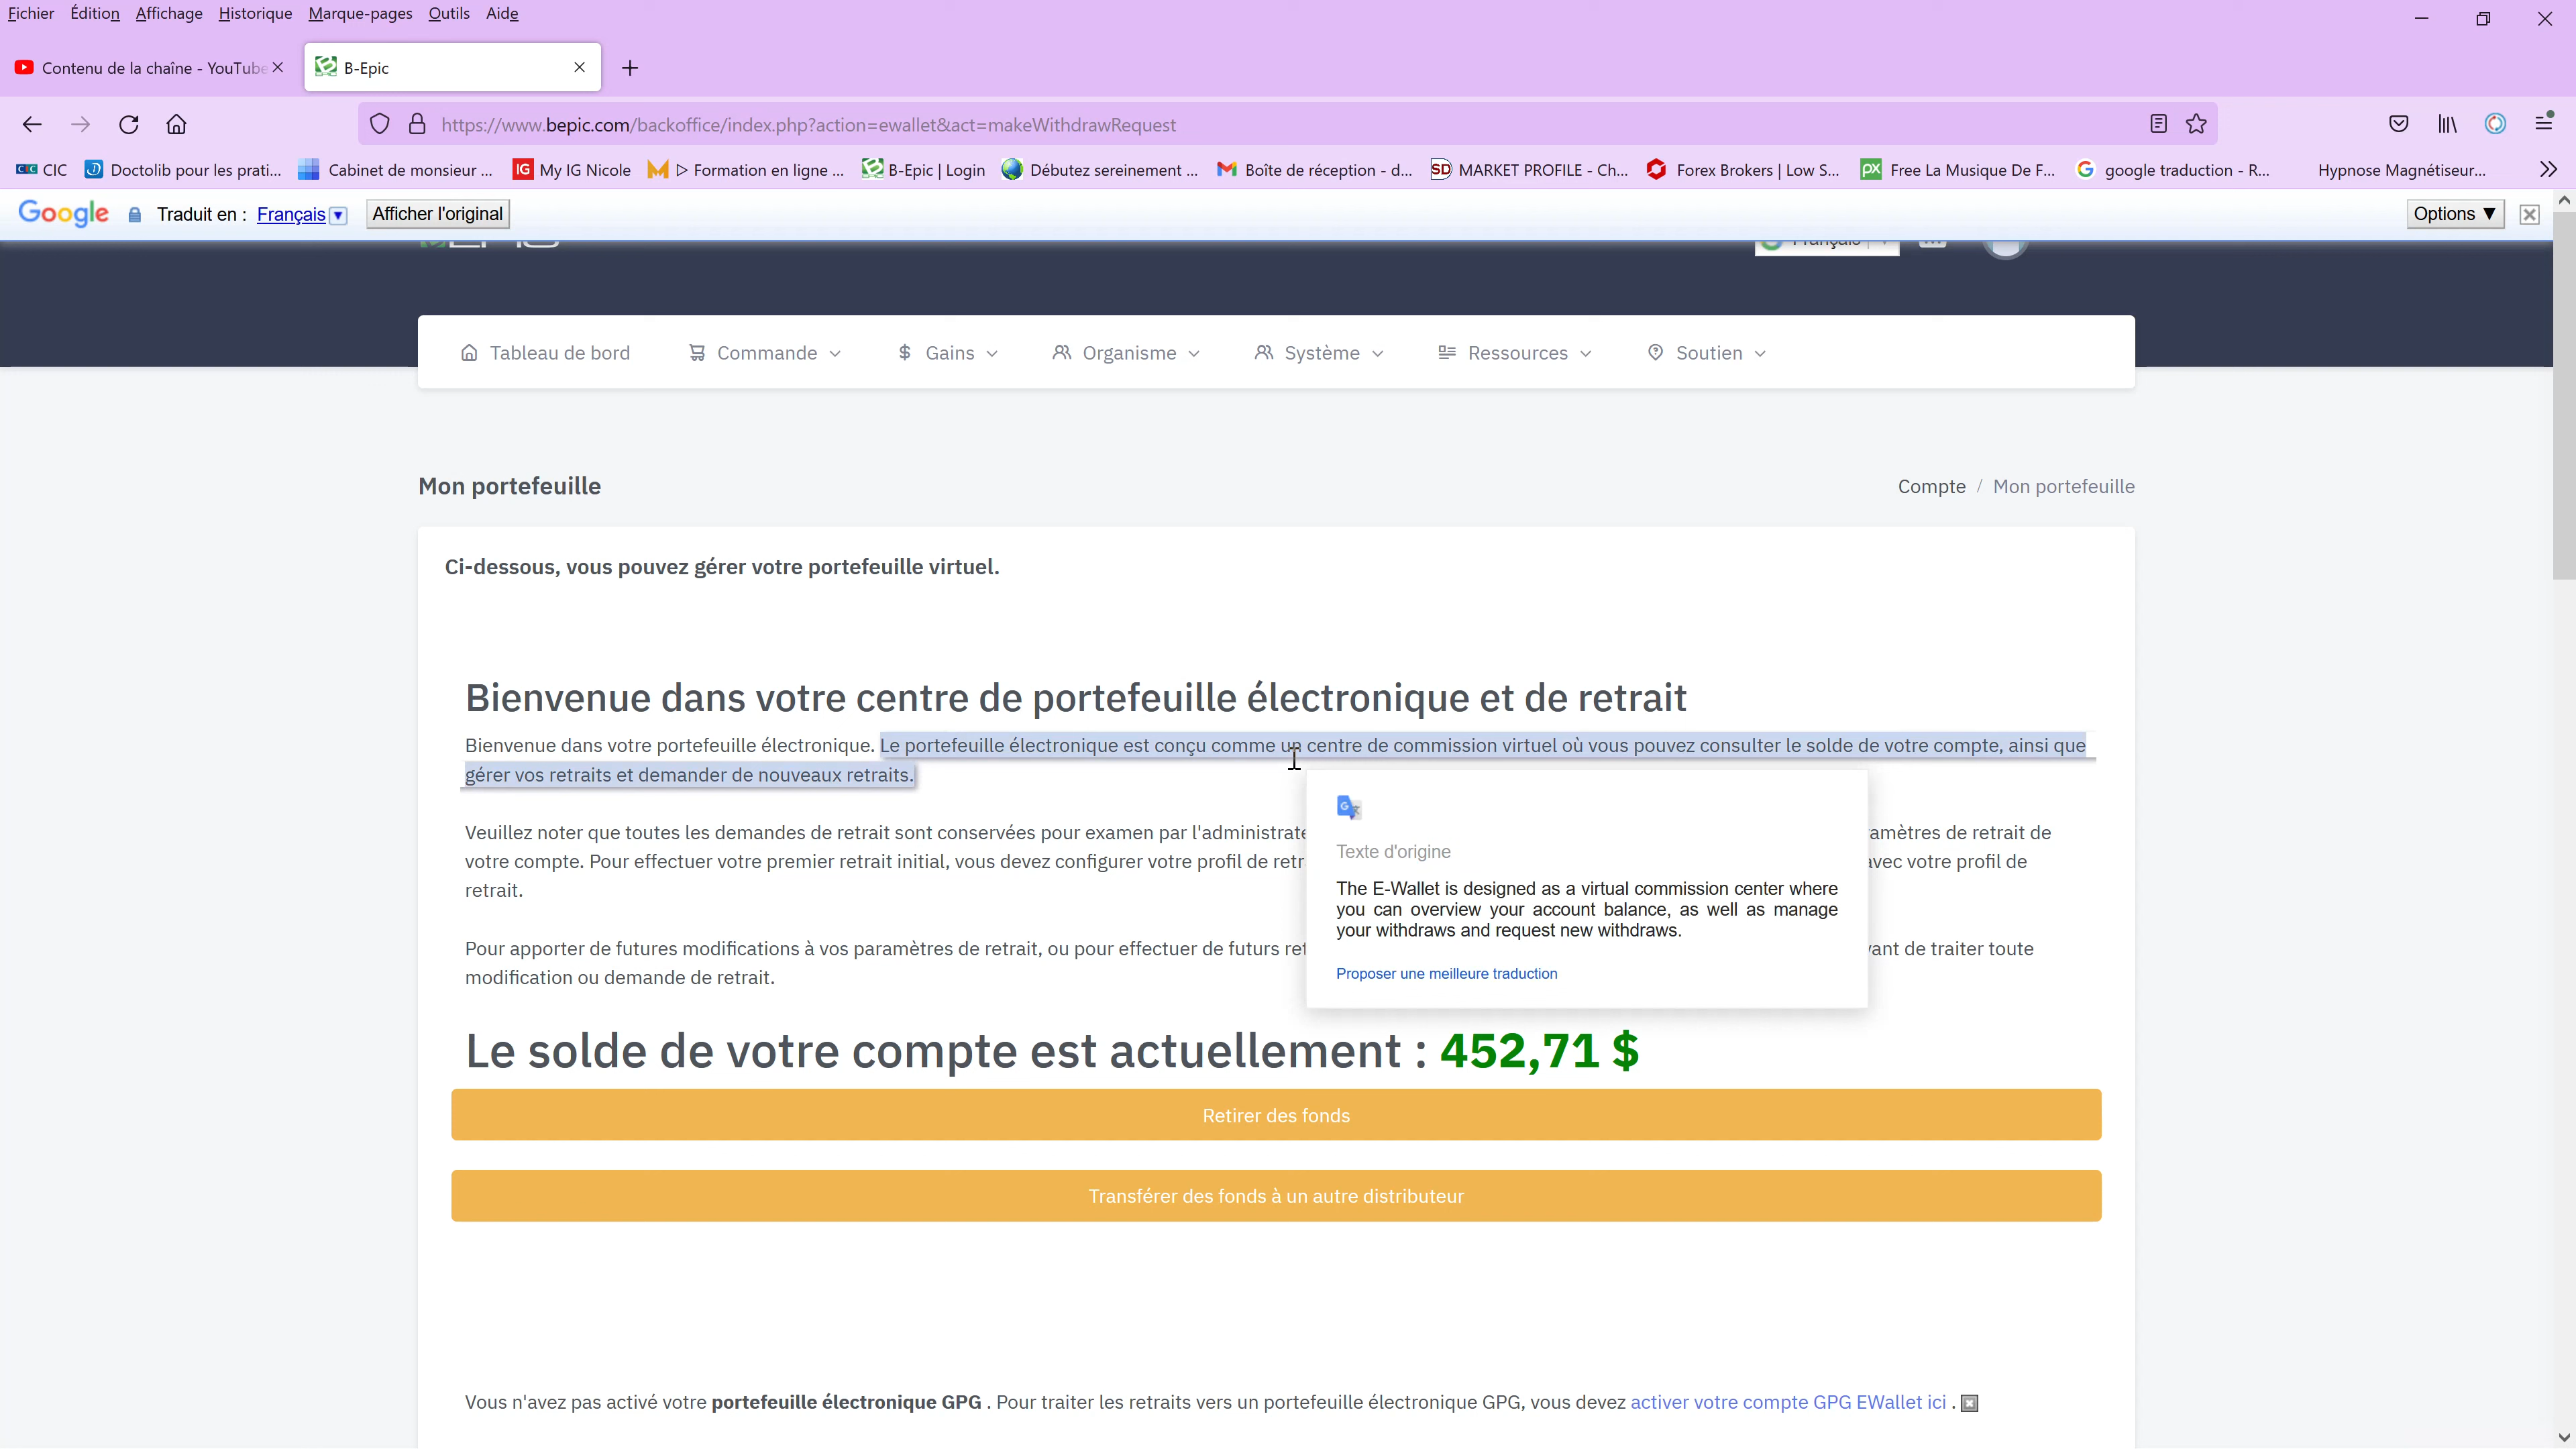 Fichier Édition Affichage Historique Marque-pages Outils Aide
Contenu de la chaîne - YouTube
B-Epic
https://www.bepic.com/backoffice/index.php?action=ewallet&act=makeWithdrawRequest
CIC Doctolib pour les prati... Cabinet de monsieur ... IG My IG Nicole ▷ Formation en ligne ... B-Epic | Login Débutez sereinement ... Boîte de réception - d... SD MARKET PROFILE - Ch... Forex Brokers | Low S... PX Free La Musique De F... google traduction - R... Hypnose Magnétiseur...
Google Traduit en : Français Afficher l'original Options ▼
Français
Tableau de bord Commande Gains Organisme Système Ressources Soutien
Mon portefeuille
Compte / Mon portefeuille
Ci-dessous, vous pouvez gérer votre portefeuille virtuel.
Bienvenue dans votre centre de portefeuille électronique et de retrait
Bienvenue dans votre portefeuille électronique. Le portefeuille électronique est conçu comme un centre de commission virtuel où vous pouvez consulter le solde de votre compte, ainsi que
gérer vos retraits et demander de nouveaux retraits.
Veuillez noter que toutes les demandes de retrait sont conservées pour examen par l'administrate amètres de retrait de
votre compte. Pour effectuer votre premier retrait initial, vous devez configurer votre profil de retr avec votre profil de
retrait.
Pour apporter de futures modifications à vos paramètres de retrait, ou pour effectuer de futurs ret ant de traiter toute
modification ou demande de retrait.
Texte d'origine
The E-Wallet is designed as a virtual commission center where
you can overview your account balance, as well as manage
your withdraws and request new withdraws.
Proposer une meilleure traduction
Le solde de votre compte est actuellement : 452,71 $
Retirer des fonds
Transférer des fonds à un autre distributeur
Vous n'avez pas activé votre portefeuille électronique GPG . Pour traiter les retraits vers un portefeuille électronique GPG, vous devez activer votre compte GPG EWallet ici .